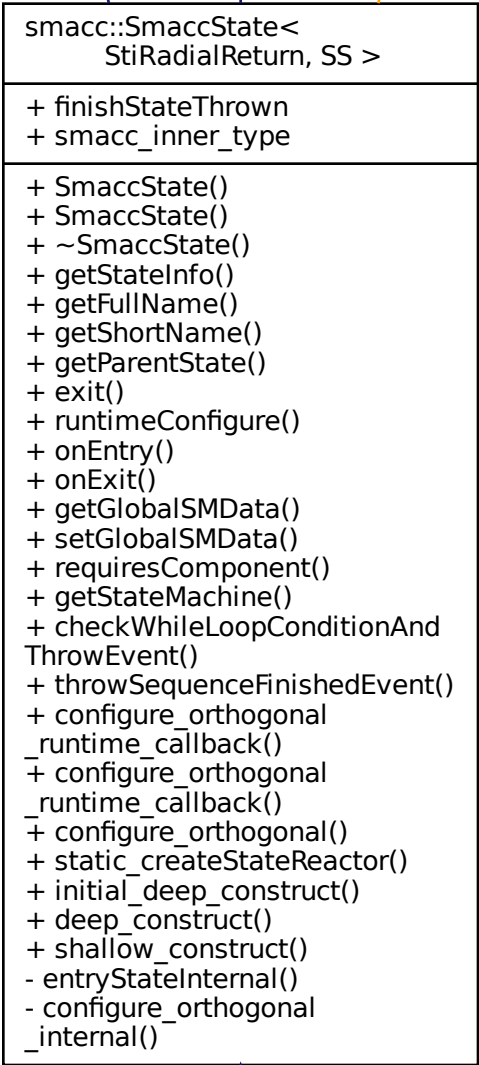 smacc::SmaccState<
StiRadialReturn, SS >
+ finishStateThrown
+ smacc_inner_type
+ SmaccState()
+ SmaccState()
+ ~SmaccState()
+ getStateInfo()
+ getFullName()
+ getShortName()
+ getParentState()
+ exit()
+ runtimeConfigure()
+ onEntry()
+ onExit()
+ getGlobalSMData()
+ setGlobalSMData()
+ requiresComponent()
+ getStateMachine()
+ checkWhileLoopConditionAnd
ThrowEvent()
+ throwSequenceFinishedEvent()
+ configure_orthogonal
_runtime_callback()
+ configure_orthogonal
_runtime_callback()
+ configure_orthogonal()
+ static_createStateReactor()
+ initial_deep_construct()
+ deep_construct()
+ shallow_construct()
- entryStateInternal()
- configure_orthogonal
_internal()